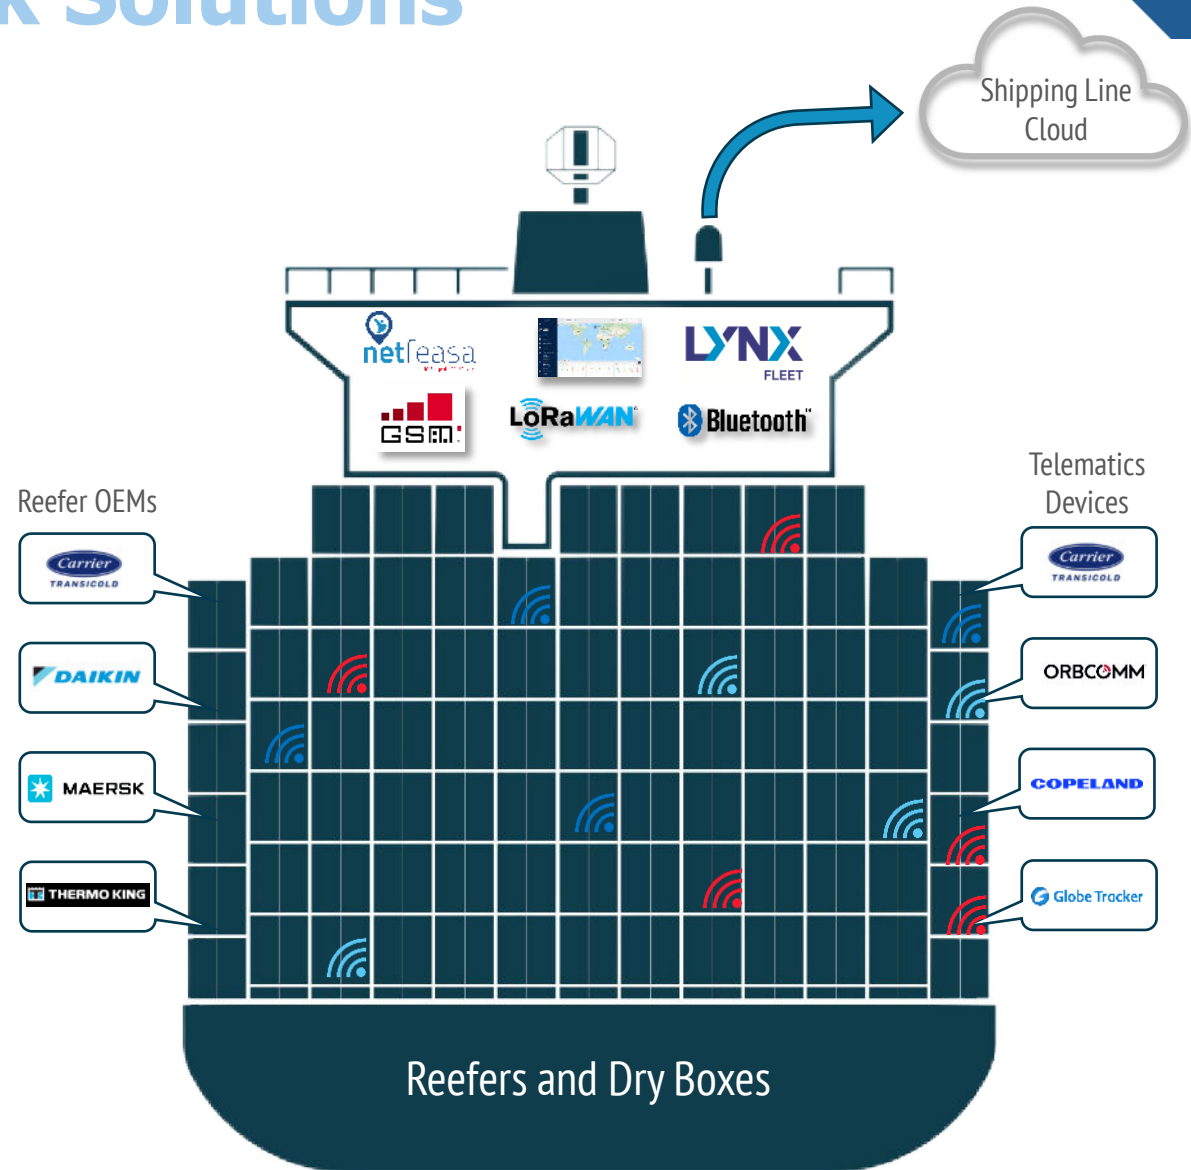 k Solutions
Shipping Line
Cloud
netfeasa
LYNX
FLEET
GSM
LoRaWAN
Bluetooth
Reefer OEMs
Telematics
Devices
Carrier
TRANSICOLD
Carrier
TRANSICOLD
DAIKIN
ORBCOMM
MAERSK
COPELAND
THERMO KING
Globe Tracker
Reefers and Dry Boxes